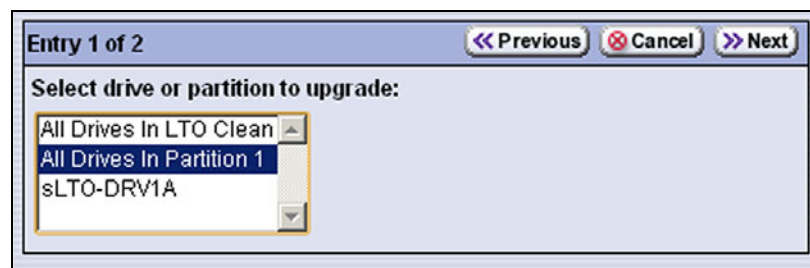 Entry 1 of 2
Previous Cancel Next
Select drive or partition to upgrade:
All Drives In LTO Clean
All Drives In Partition 1
sLTO-DRV1A